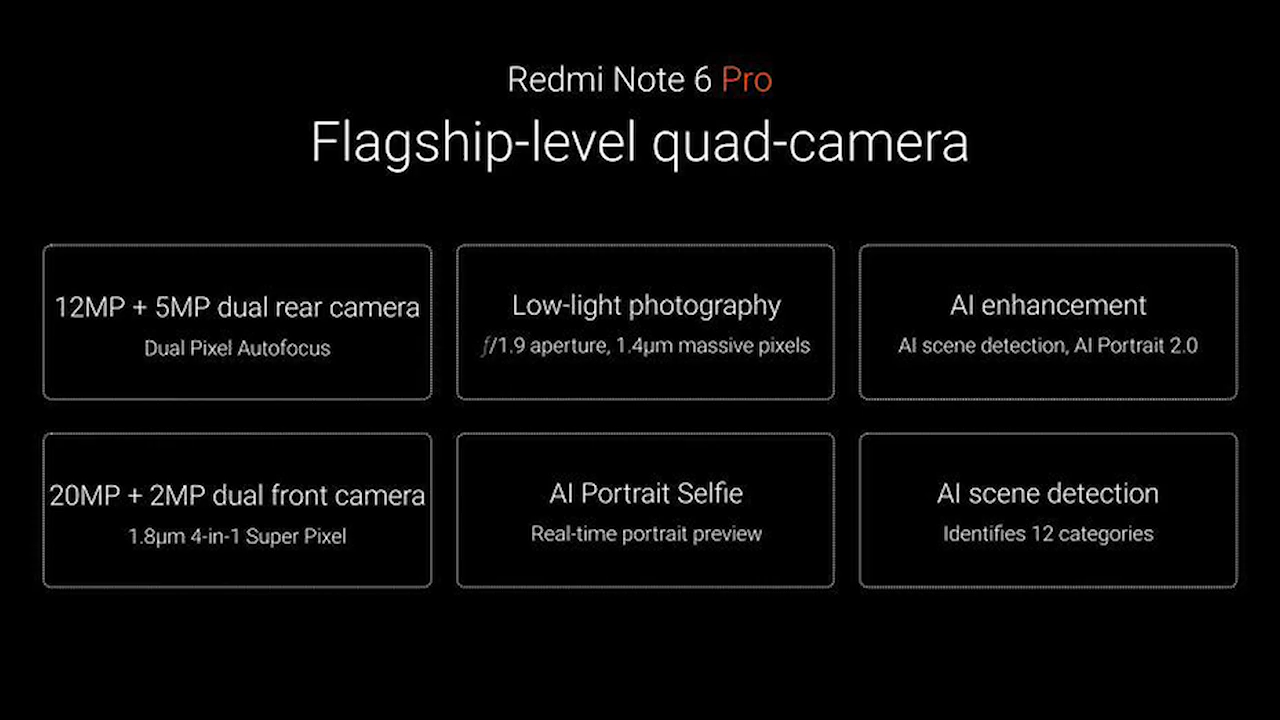 Redmi Note 6 Pro
Flagship-level quad-camera
12MP + 5MP dual rear camera
Dual Pixel Autofocus
Low-light photography
ƒ/1.9 aperture, 1.4μm massive pixels
AI enhancement
AI scene detection, AI Portrait 2.0
20MP + 2MP dual front camera
1.8μm 4-in-1 Super Pixel
AI Portrait Selfie
Real-time portrait preview
AI scene detection
Identifies 12 categories